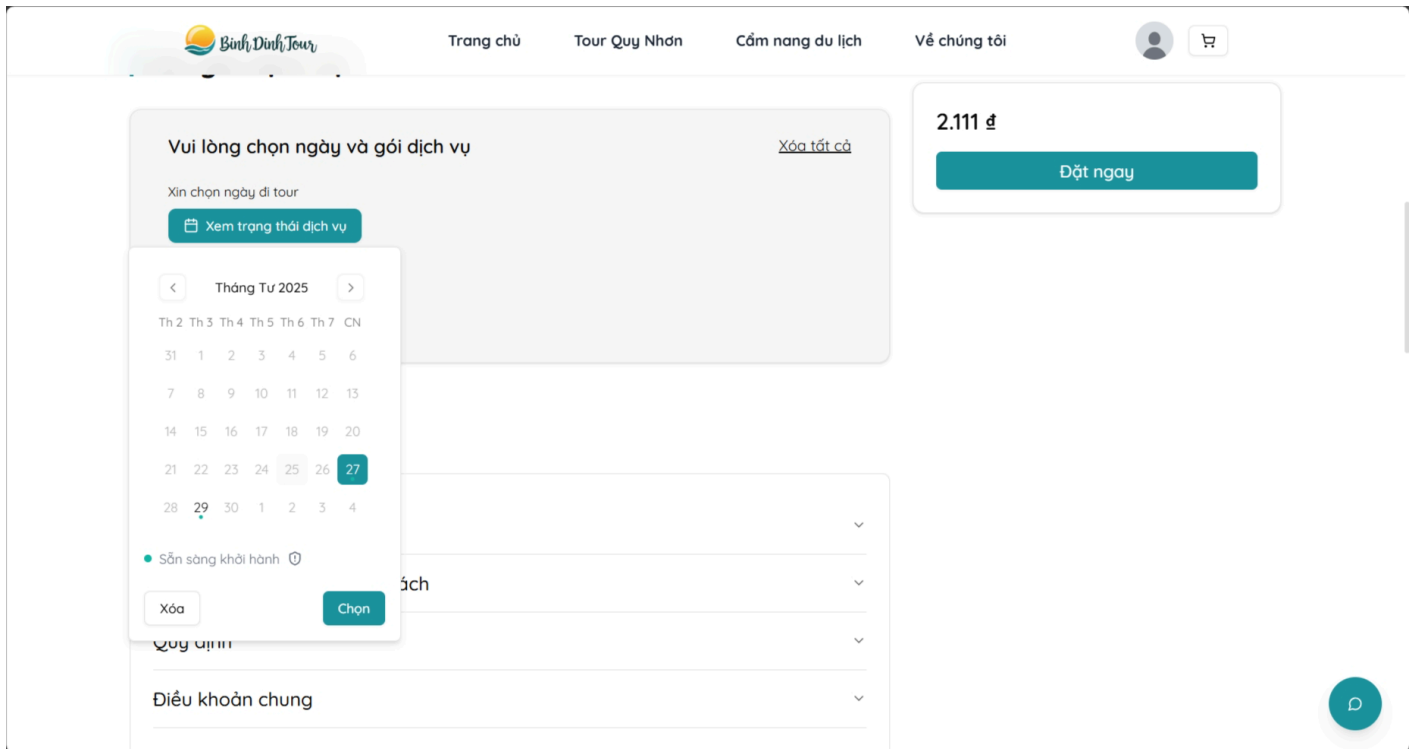 Binh Dinh Tour
Trang chủ
Tour Quy Nhơn
Cẩm nang du lịch
Về chúng tôi
Vui lòng chọn ngày và gói dịch vụ
Xóa tất cả
Xin chọn ngày đi tour
Xem trạng thái dịch vụ
2.111 ₫
Đặt ngay
Tháng Tư 2025
Th 2 Th 3 Th 4 Th 5 Th 6 Th 7 CN
31 1 2 3 4 5 6
7 8 9 10 11 12 13
14 15 16 17 18 19 20
21 22 23 24 25 26 27
28 29 30 1 2 3 4
Sẵn sàng khởi hành
Xóa
Chọn
ách
Quy định
Điều khoản chung